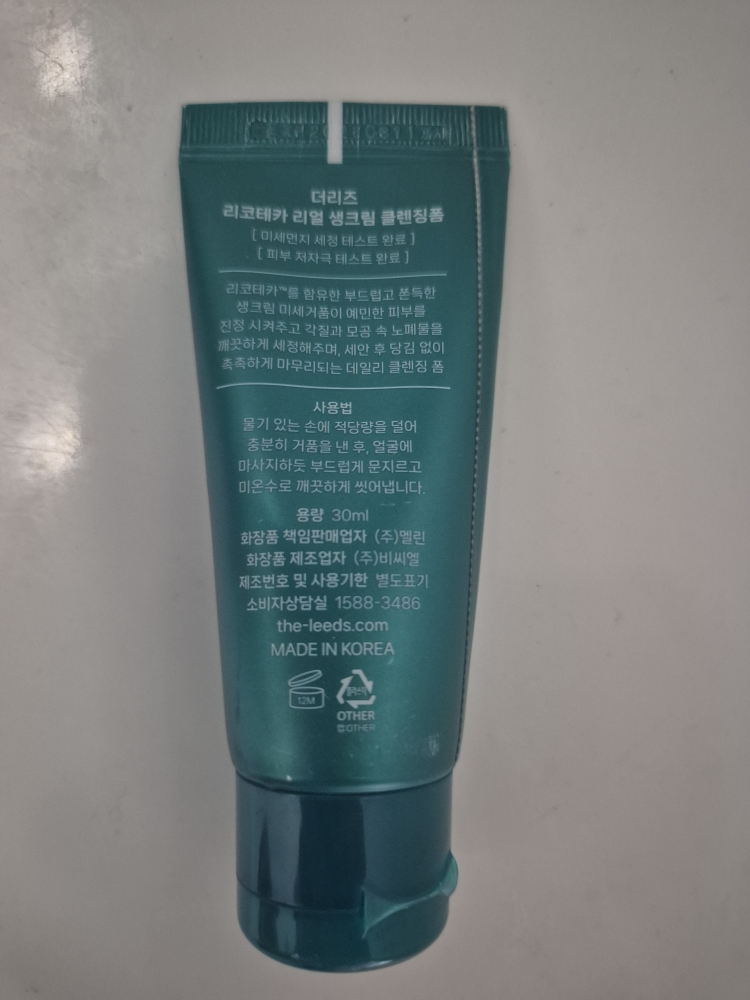 더리즈
리코테카 리얼 생크림 클렌징폼
[ 미세먼지 세정 테스트 완료 ]
[ 피부 저자극 테스트 완료 ]
리코테카™를 함유한 부드럽고 쫀득한
생크림 미세거품이 예민한 피부를
진정 시켜주고 각질과 모공 속 노폐물을
깨끗하게 세정해주며, 세안 후 당김 없이
촉촉하게 마무리되는 데일리 클렌징 폼
사용법
물기 있는 손에 적당량을 덜어
충분히 거품을 낸 후, 얼굴에
마사지하듯 부드럽게 문지르고
미온수로 깨끗하게 씻어냅니다.
용량 30ml
화장품 책임판매업자 (주)멜린
화장품 제조업자 (주)비씨엘
제조번호 및 사용기한 별도표기
소비자상담실 1588-3486
the-leeds.com
MADE IN KOREA
12M
플라스틱
OTHER
캡:OTHER